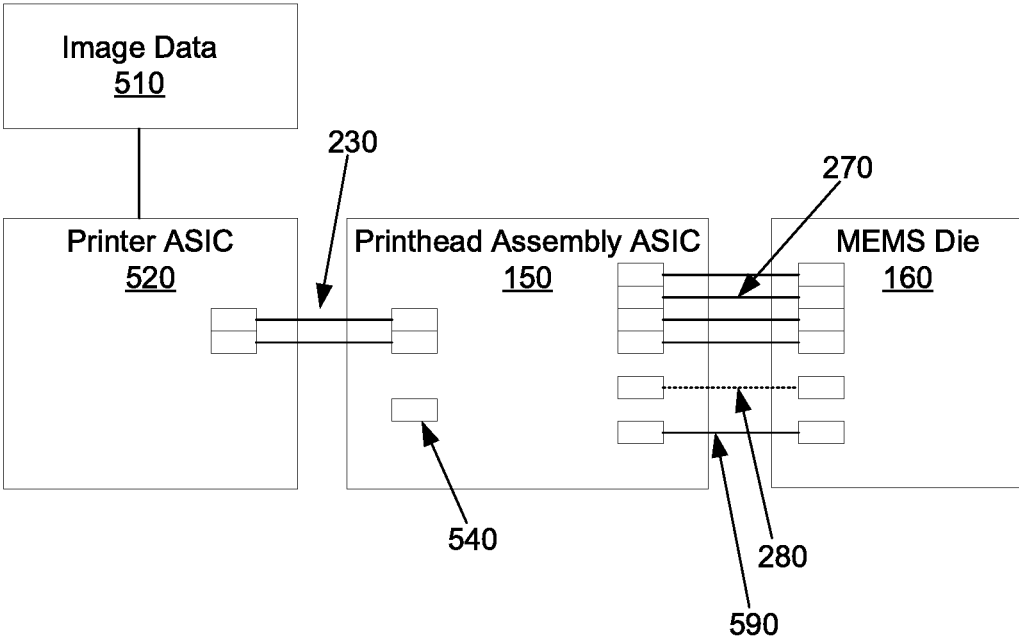 Image Data
510
230
270
Printer ASIC
520
Printhead Assembly ASIC
150
MEMS Die
160
540
280
590